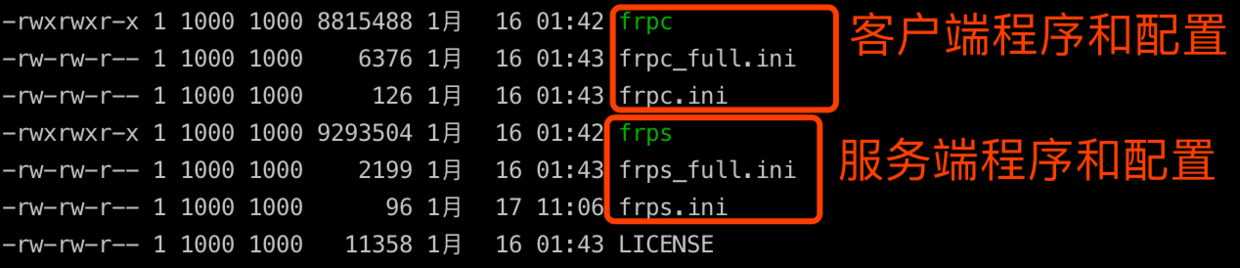 -rwxrwxr-x 1 1000 1000 8815488 1月 16 01:42 frpc
-rw-rw-r-- 1 1000 1000 6376 1月 16 01:43 frpc_full.ini
-rw-rw-r-- 1 1000 1000 126 1月 16 01:43 frpc.ini
客户端程序和配置
-rwxrwxr-x 1 1000 1000 9293504 1月 16 01:42 frps
-rw-rw-r-- 1 1000 1000 2199 1月 16 01:43 frps_full.ini
-rw-rw-r-- 1 1000 1000 96 1月 17 11:06 frps.ini
服务端程序和配置
-rw-rw-r-- 1 1000 1000 11358 1月 16 01:43 LICENSE